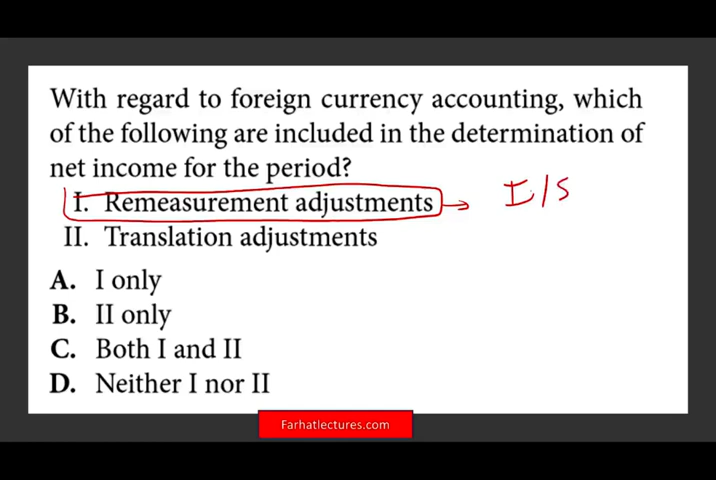 With regard to foreign currency accounting, which
of the following are included in the determination of
net income for the period?
I. Remeasurement adjustments → I/S
II. Translation adjustments
A. I only
B. II only
C. Both I and II
D. Neither I nor II
Farhatlectures.com